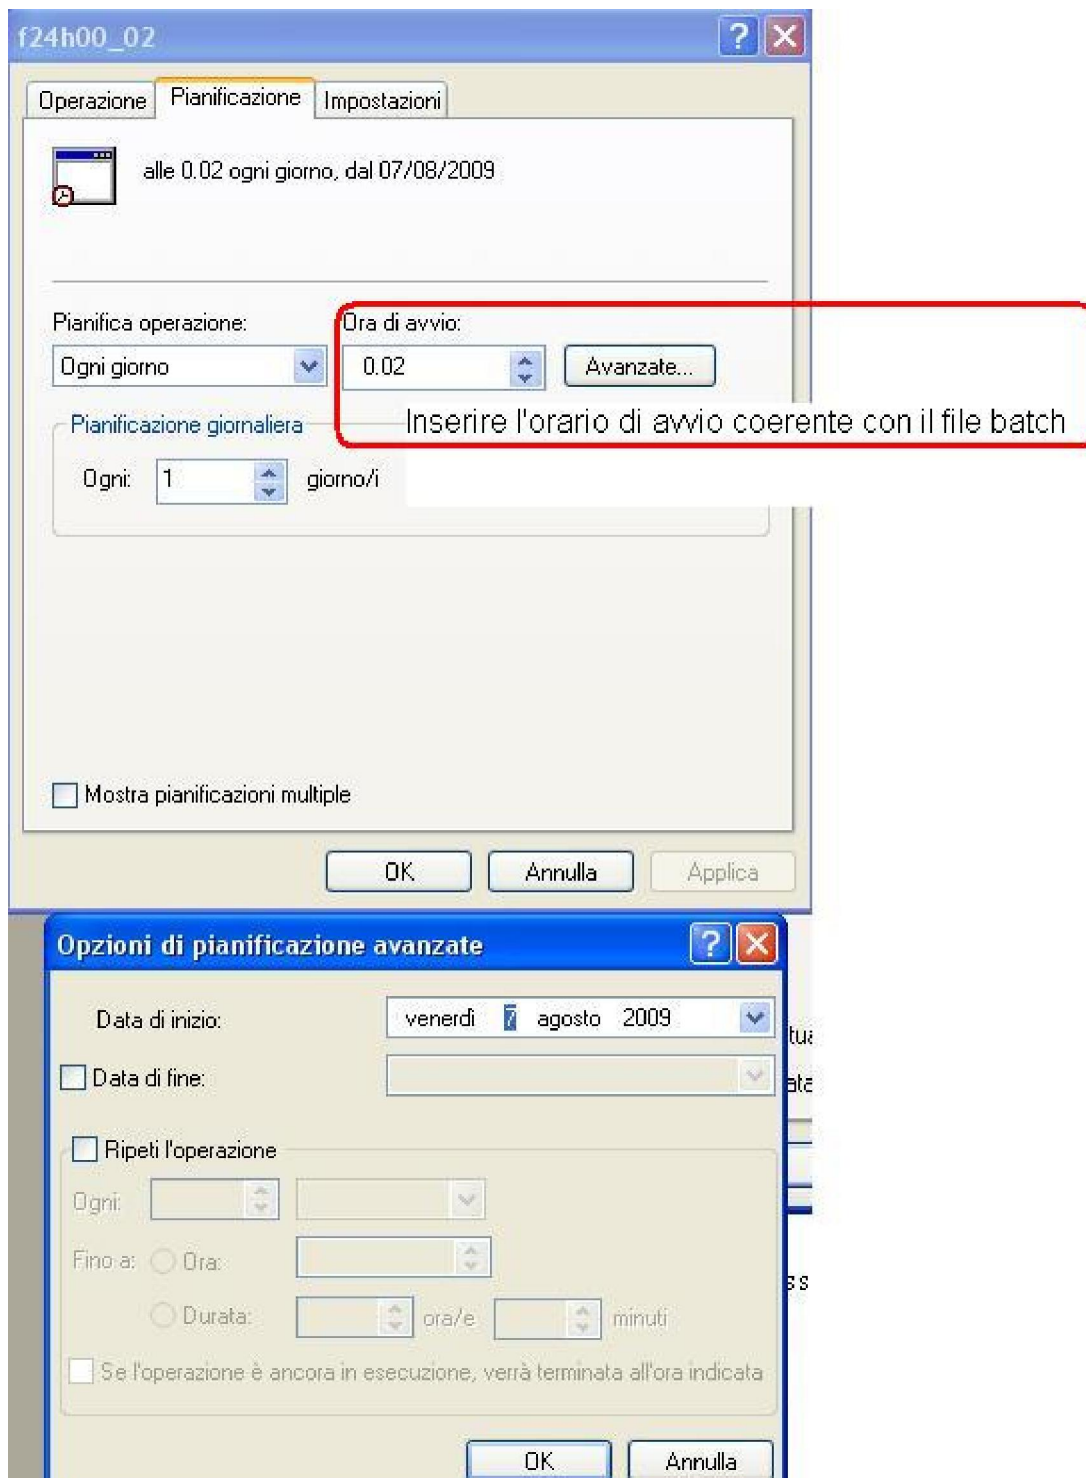 f24h00_02
Operazione Pianificazione Impostazioni
alle 0.02 ogni giorno, dal 07/08/2009
Pianifica operazione: Ora di avvio:
Ogni giorno 0.02 Avanzate...
Inserire l'orario di avvio coerente con il file batch
Pianificazione giornaliera
Ogni: 1 giorno/i
Mostra pianificazioni multiple
OK Annulla Applica
Opzioni di pianificazione avanzate
Data di inizio: venerdì 7 agosto 2009
Data di fine:
Ripeti l'operazione
Ogni:
Fino a: Ora:
Durata: ora/e minuti
Se l'operazione è ancora in esecuzione, verrà terminata all'ora indicata
OK Annulla